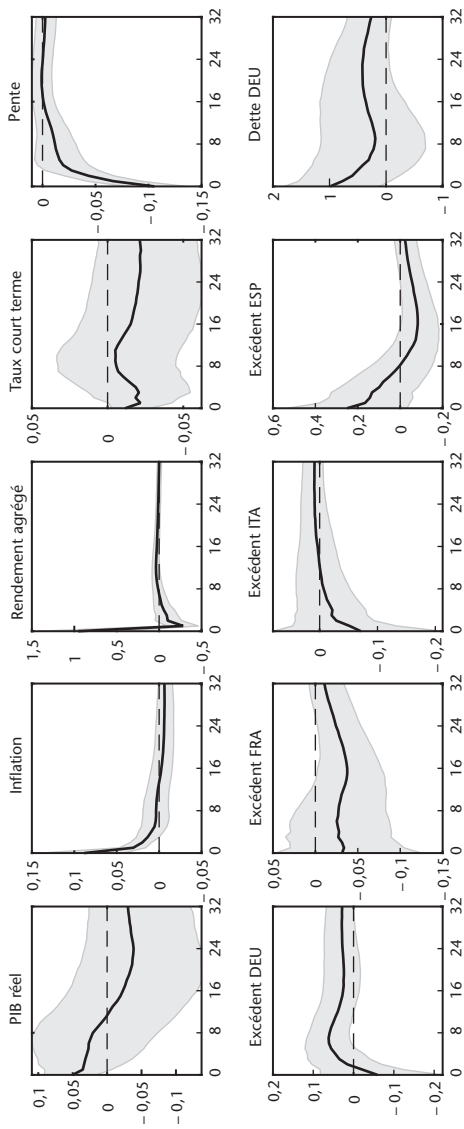 PIB réel
0,1
0,05
0
– 0,05
– 0,1
0 8 16 24 32
Inflation
0,15
0,1
0,05
0
– 0,05
0 8 16 24 32
Rendement agrégé
1,5
1
0,5
0
– 0,5
0 8 16 24 32
Taux court terme
0,05
0
– 0,05
0 8 16 24 32
Pente
0
– 0,05
– 0,1
– 0,15
0 8 16 24 32
Excédent DEU
0,2
0,1
0
– 0,1
– 0,2
0 8 16 24 32
Excédent FRA
0,05
0
– 0,05
– 0,1
– 0,15
0 8 16 24 32
Excédent ITA
0
– 0,1
– 0,2
0 8 16 24 32
Excédent ESP
0,6
0,4
0,2
0
– 0,2
0 8 16 24 32
Dette DEU
2
1
0
– 1
0 8 16 24 32